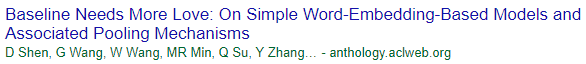 Baseline Needs More Love: On Simple Word-Embedding-Based Models and
Associated Pooling Mechanisms
D Shen, G Wang, W Wang, MR Min, Q Su, Y Zhang… - anthology.aclweb.org